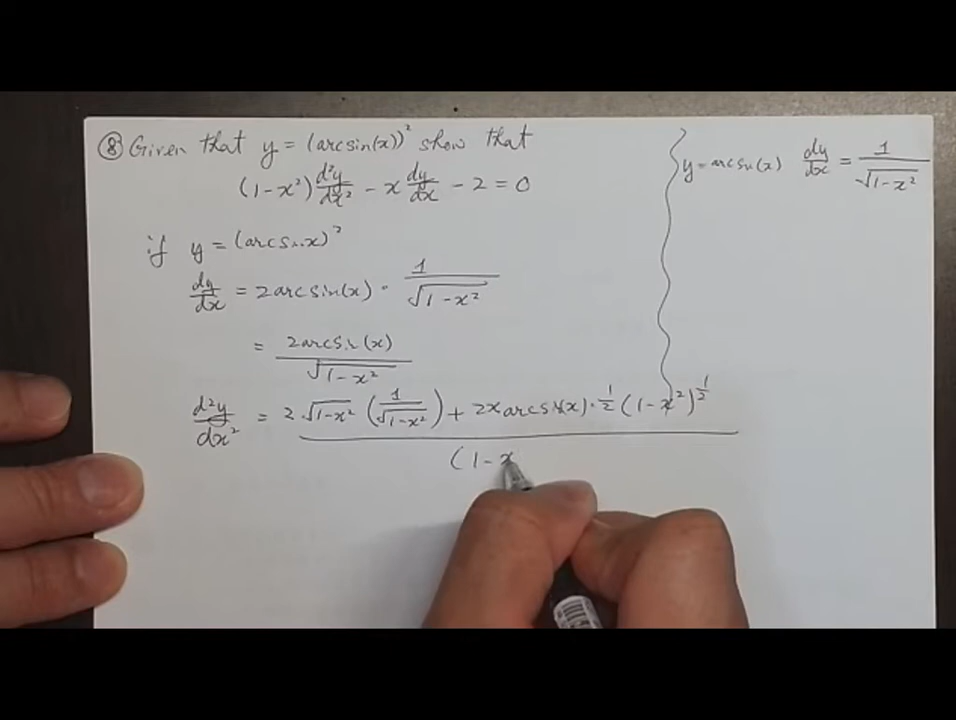 ⑧ Given that y = (arcsin(x))² show that
(1-x²) d²y/dx² - x dy/dx - 2 = 0
y = arcsin(x) dy/dx = 1/√(1-x²)
if y = (arcsinx)²
dy/dx = 2arcsin(x) · 1/√(1-x²)
= 2arcsin(x)/√(1-x²)
d²y/dx² = 2√(1-x²) (1/√(1-x²)) + 2x arcsin(x) · ½ (1-x²)^½
(1-x